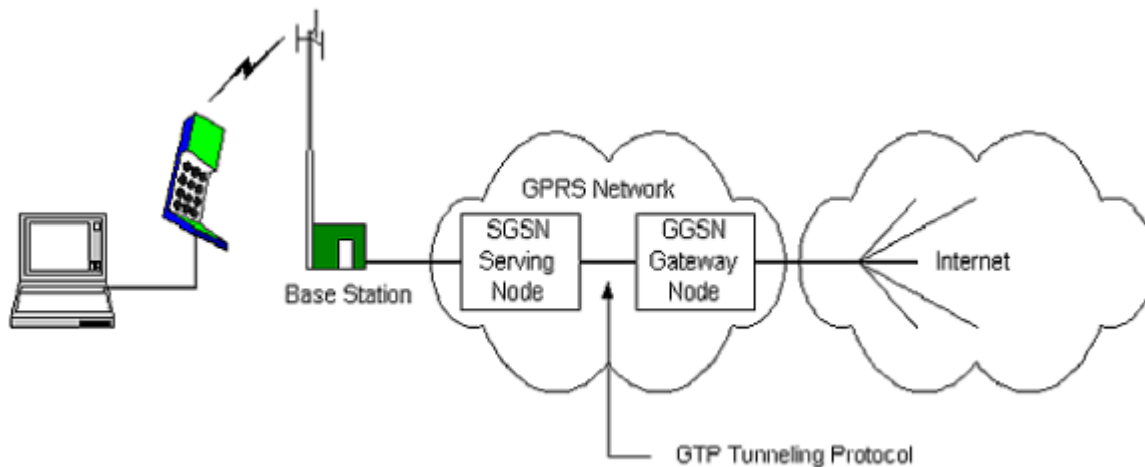 GPRS Network
SGSN
Serving
Node
GGSN
Gateway
Node
Internet
Base Station
GTP Tunneling Protocol